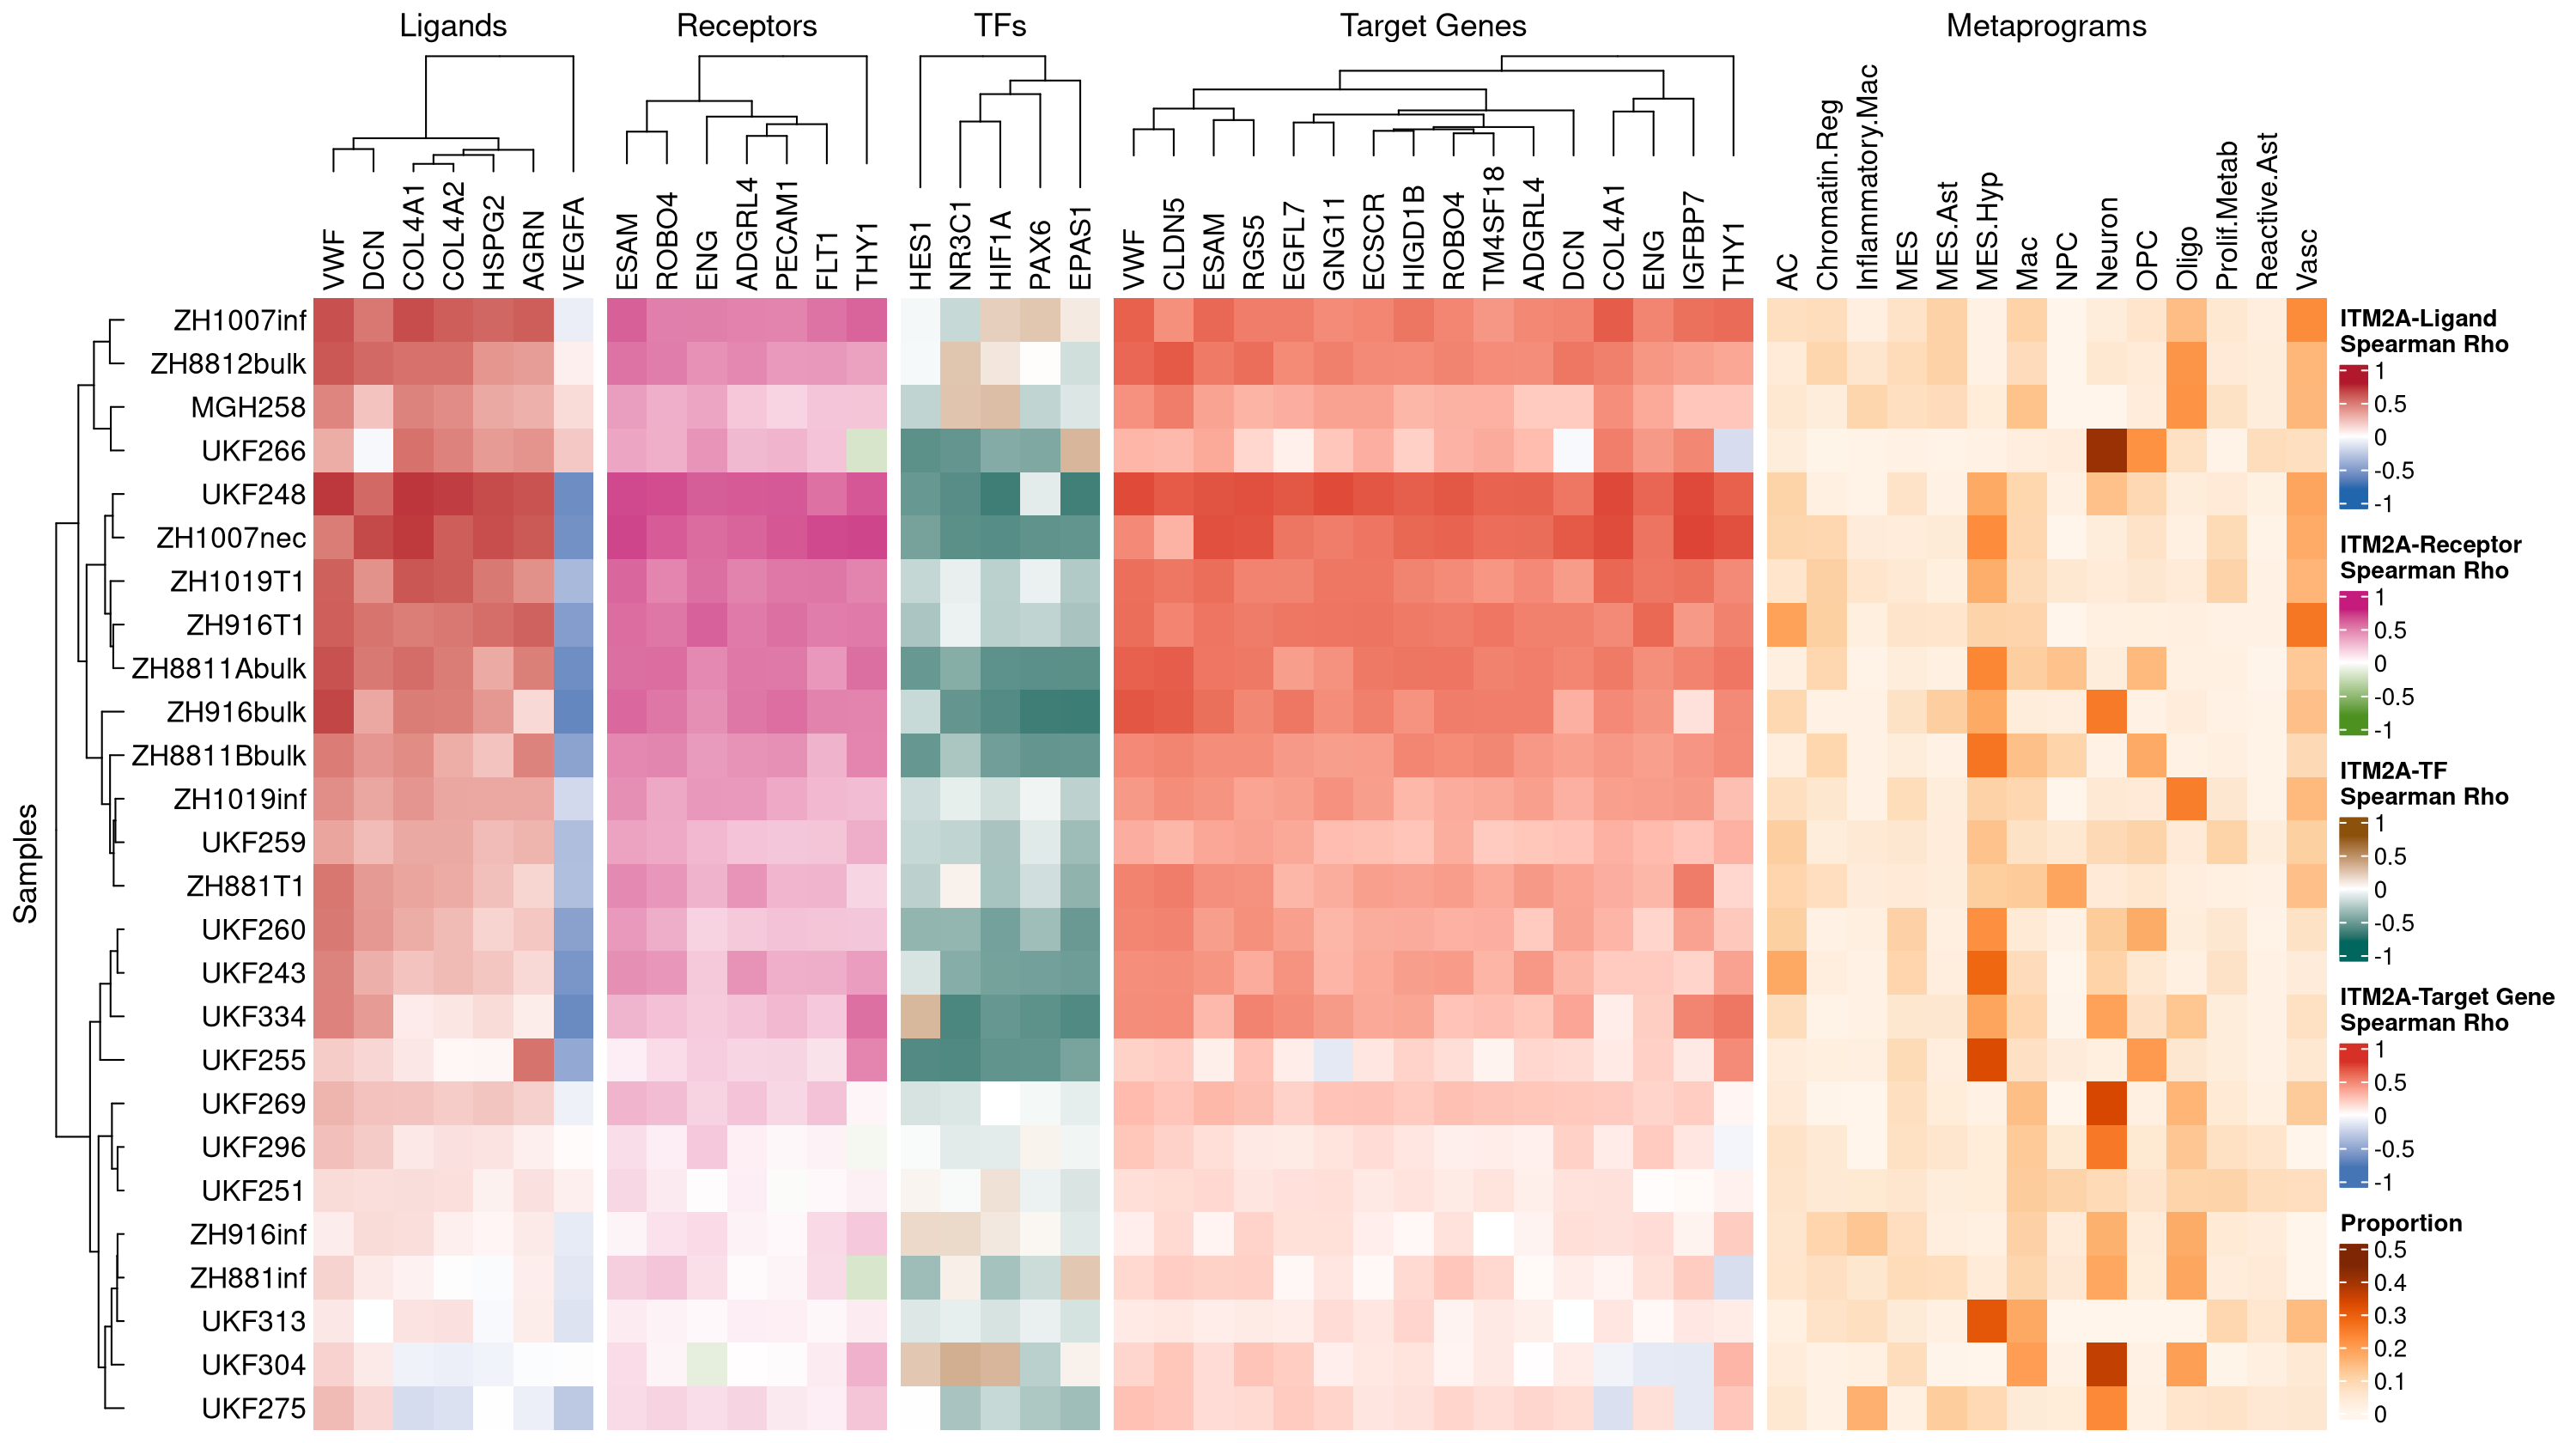 Ligands
Receptors
TFs
Target Genes
Metaprograms
VWF
DCN
COL4A1
COL4A2
HSPG2
AGRN
VEGFA
ESAM
ROBO4
ENG
ADGRL4
PECAM1
FLT1
THY1
HES1
NR3C1
HIF1A
PAX6
EPAS1
VWF
CLDN5
ESAM
RGS5
EGFL7
GNG11
ECSCR
HIGD1B
ROBO4
TM4SF18
ADGRL4
DCN
COL4A1
ENG
IGFBP7
THY1
AC
Chromatin.Reg
Inflammatory.Mac
MES
MES.Ast
MES.Hyp
Mac
NPC
Neuron
OPC
Oligo
Prolif.Metab
Reactive.Ast
Vasc
Samples
ZH1007inf
ZH8812bulk
MGH258
UKF266
UKF248
ZH1007nec
ZH1019T1
ZH916T1
ZH8811Abulk
ZH916bulk
ZH8811Bbulk
ZH1019inf
UKF259
ZH881T1
UKF260
UKF243
UKF334
UKF255
UKF269
UKF296
UKF251
ZH916inf
ZH881inf
UKF313
UKF304
UKF275
ITM2A-Ligand
Spearman Rho
1
0.5
0
-0.5
-1
ITM2A-Receptor
Spearman Rho
1
0.5
0
-0.5
-1
ITM2A-TF
Spearman Rho
1
0.5
0
-0.5
-1
ITM2A-Target Gene
Spearman Rho
1
0.5
0
-0.5
-1
Proportion
0.5
0.4
0.3
0.2
0.1
0